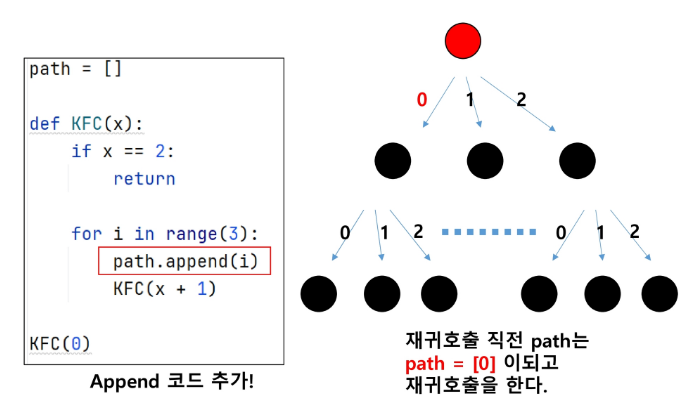 path = []
def KFC(x):
if x == 2:
return
for i in range(3):
path.append(i)
KFC(x + 1)
KFC(0)
Append 코드 추가!
0 1 2
0 1 2 0 1 2
재귀호출 직전 path는
path = [0] 이되고
재귀호출을 한다.